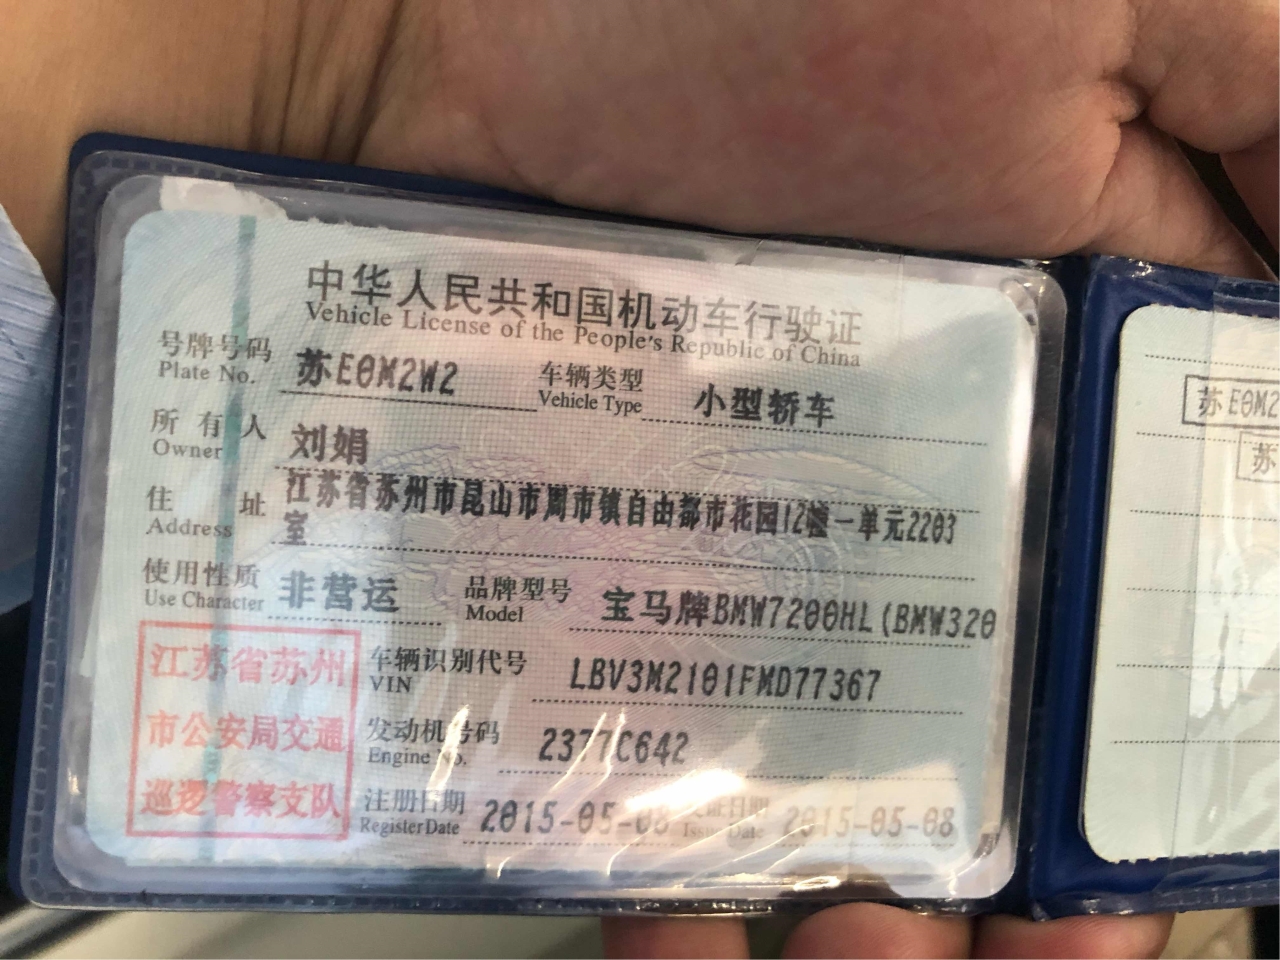 中华人民共和国机动车行驶证
Vehicle License of the People's Republic of China
号牌号码 苏E0M2W2 车辆类型 小型轿车
Plate No. Vehicle Type
所有人 刘娟
Owner
住址 江苏省苏州市昆山市周市镇自由都市花园12幢一单元2203
Address 室
使用性质 非营运 品牌型号 宝马牌BMW7200HL(BMW320
Use Character Model
江苏省苏州
市公安局交通
巡逻警察支队
车辆识别代号 LBV3M2101FMD77367
VIN
发动机号码 2377C642
Engine No.
注册日期 2015-05-08 发证日期 2015-05-08
Register Date Issue Date
苏E0M2
苏